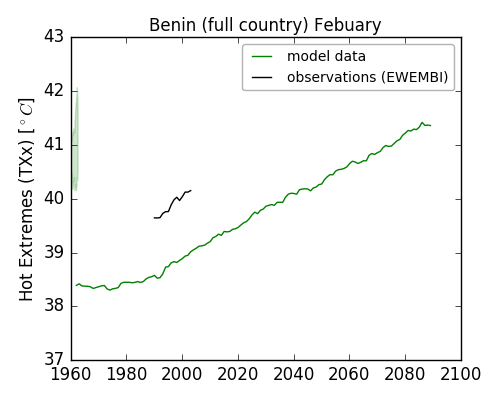 Benin (full country) Febuary
Hot Extremes (TXx) [°C]
43
42
41
40
39
38
37
1960 1980 2000 2020 2040 2060 2080 2100
model data
observations (EWEMBI)